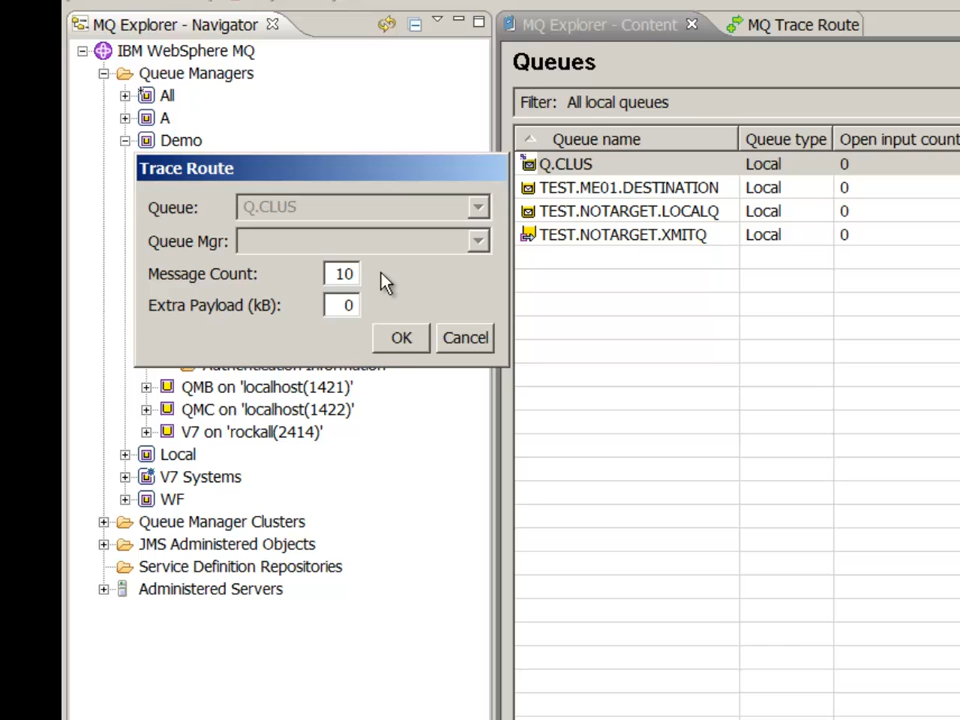 MQ Explorer - Navigator
IBM WebSphere MQ
Queue Managers
All
A
Demo
Trace Route
Queue: Q.CLUS
Queue Mgr:
Message Count: 10
Extra Payload (kB): 0
OK Cancel
Authentication Information
QMB on 'localhost(1421)'
QMC on 'localhost(1422)'
V7 on 'rockall(2414)'
Local
V7 Systems
WF
Queue Manager Clusters
JMS Administered Objects
Service Definition Repositories
Administered Servers
MQ Explorer - Content MQ Trace Route
Queues
Filter: All local queues
Queue name Queue type Open input count
Q.CLUS Local 0
TEST.ME01.DESTINATION Local 0
TEST.NOTARGET.LOCALQ Local 0
TEST.NOTARGET.XMITQ Local 0